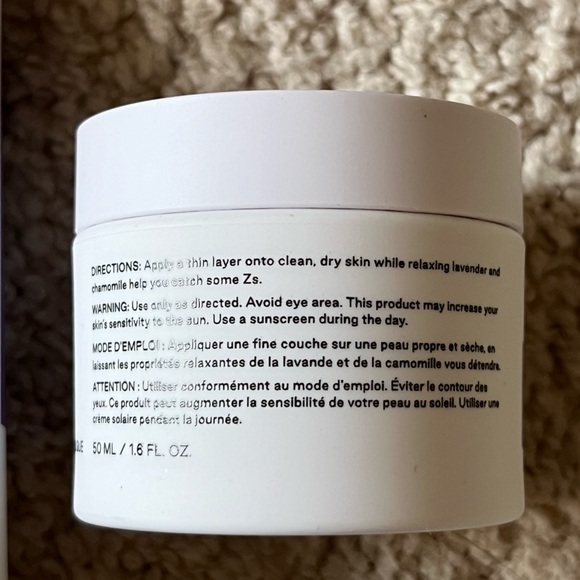 DIRECTIONS: Apply a thin layer onto clean, dry skin while relaxing lavender and
chamomile help you catch some Zs.
WARNING: Use only as directed. Avoid eye area. This product may increase your
skin's sensitivity to the sun. Use a sunscreen during the day.
MODE D'EMPLOI : Appliquer une fine couche sur une peau propre et sèche, en
laissant les propriétés relaxantes de la lavande et de la camomille vous détendre.
ATTENTION : Utiliser conformément au mode d'emploi. Éviter le contour des
yeux. Ce produit peut augmenter la sensibilité de votre peau au soleil. Utiliser une
crème solaire pendant la journée.
50 ML / 1.6 FL. OZ.